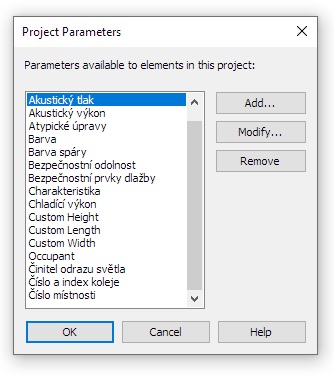 Project Parameters
Parameters available to elements in this project:
Akustický tlak
Akustický výkon
Atypické úpravy
Barva
Barva spáry
Bezpečnostní odolnost
Bezpečnostní prvky dlažby
Charakteristika
Chladící výkon
Custom Height
Custom Length
Custom Width
Occupant
Činitel odrazu světla
Číslo a index koleje
Číslo místnosti
Add...
Modify...
Remove
OK
Cancel
Help